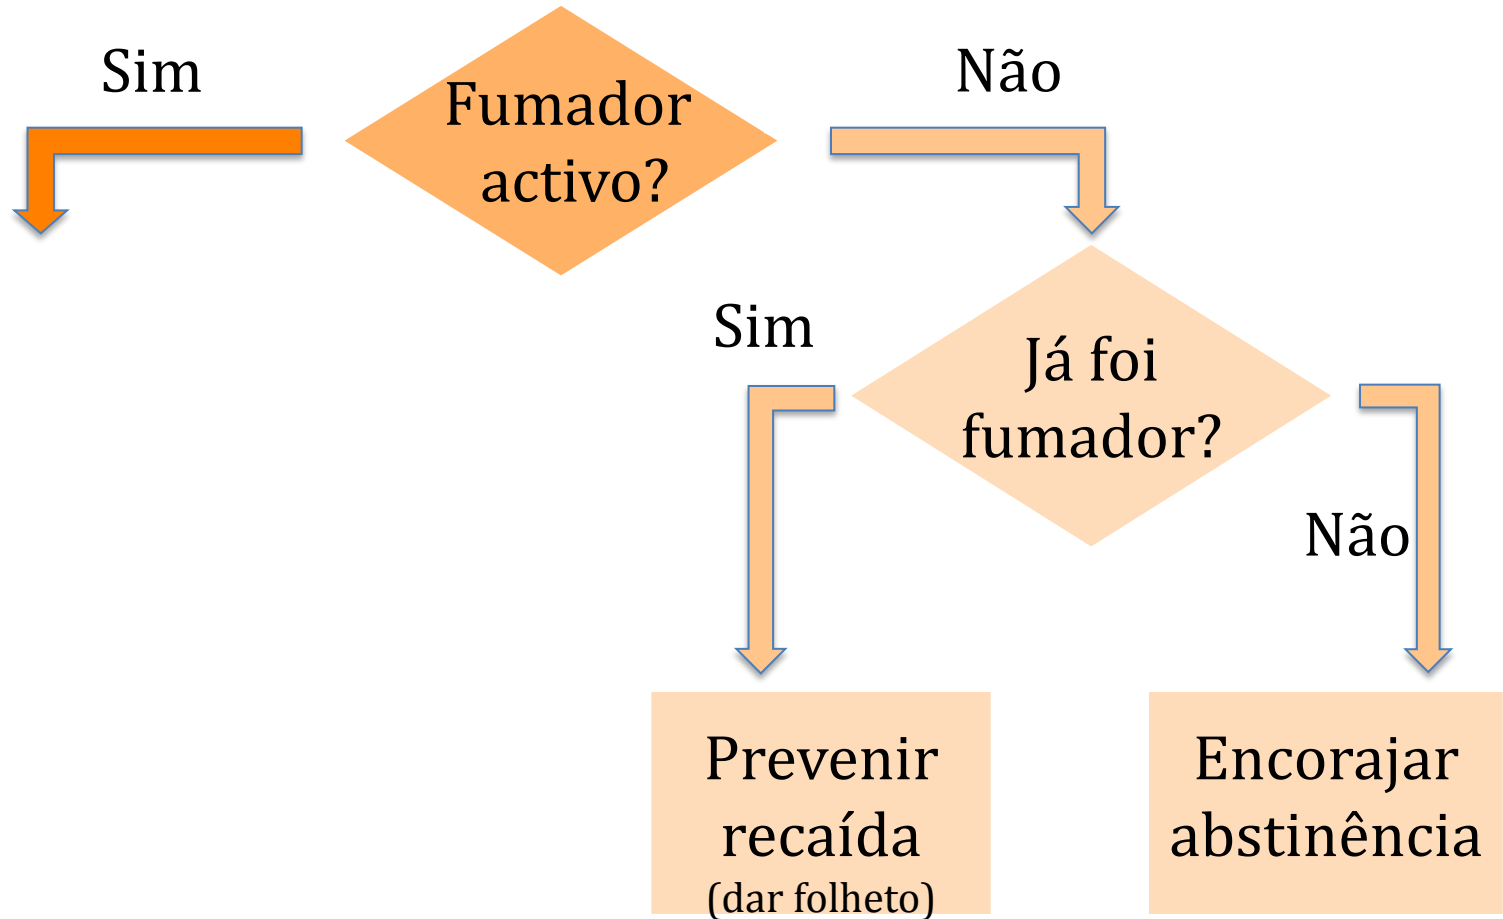 Sim
Fumador
activo?
Não
Sim
Já foi
fumador?
Não
Prevenir
recaída
(dar folheto)
Encorajar
abstinência